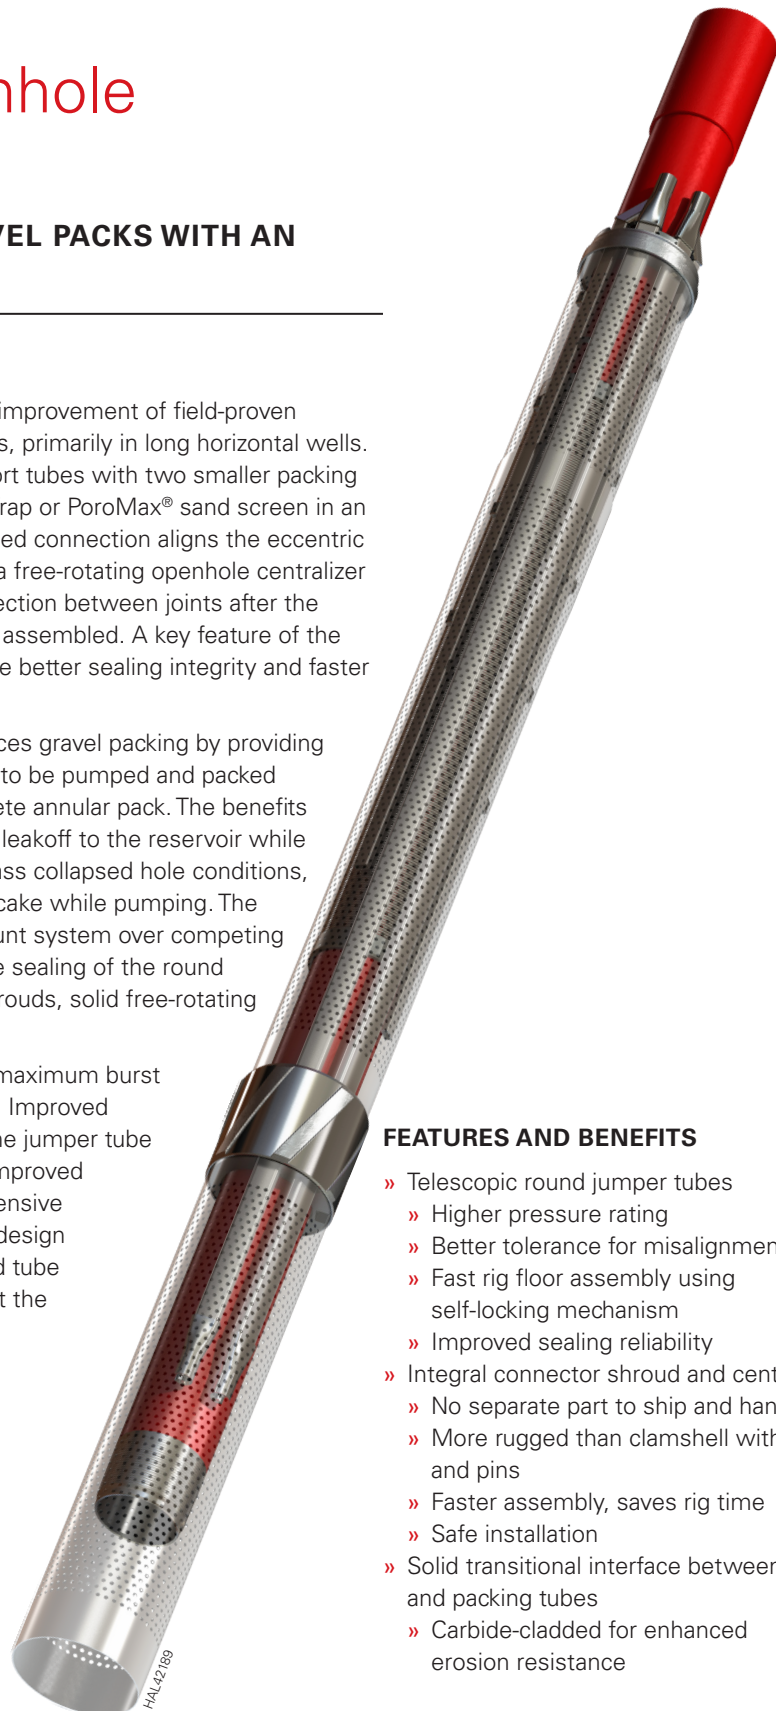 nhole
VEL PACKS WITH AN
improvement of field-proven
s, primarily in long horizontal wells.
ort tubes with two smaller packing
rap or PoroMax® sand screen in an
ed connection aligns the eccentric
a free-rotating openhole centralizer
ection between joints after the
assembled. A key feature of the
e better sealing integrity and faster
ces gravel packing by providing
to be pumped and packed
ete annular pack. The benefits
leakoff to the reservoir while
ass collapsed hole conditions,
cake while pumping. The
unt system over competing
e sealing of the round
rouds, solid free-rotating
maximum burst
Improved
he jumper tube
mproved
ensive
design
d tube
t the
FEATURES AND BENEFITS
» Telescopic round jumper tubes
» Higher pressure rating
» Better tolerance for misalignmen
» Fast rig floor assembly using
self-locking mechanism
» Improved sealing reliability
» Integral connector shroud and cent
» No separate part to ship and han
» More rugged than clamshell with
and pins
» Faster assembly, saves rig time
» Safe installation
» Solid transitional interface between
and packing tubes
» Carbide-cladded for enhanced
erosion resistance
HAL42189